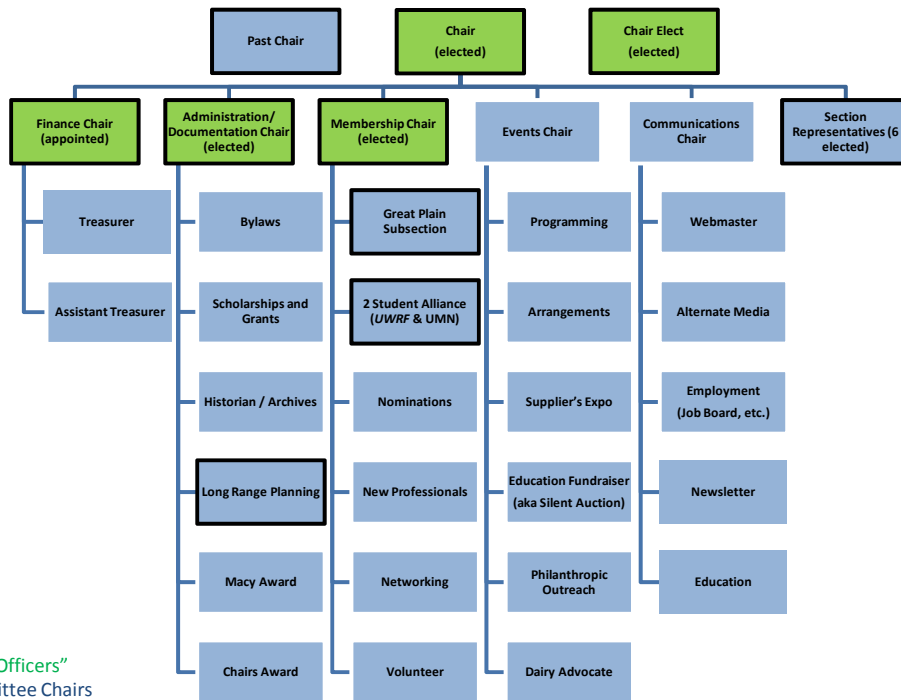 Past Chair
Chair
(elected)
Chair Elect
(elected)
Finance Chair
(appointed)
Administration/
Documentation Chair
(elected)
Membership Chair
(elected)
Events Chair
Communications
Chair
Section
Representatives (6
elected)
Treasurer
Bylaws
Great Plain
Subsection
Programming
Webmaster
Assistant Treasurer
Scholarships and
Grants
2 Student Alliance
(UWRF & UMN)
Arrangements
Alternate Media
Historian / Archives
Nominations
Supplier’s Expo
Employment
(Job Board, etc.)
Long Range Planning
New Professionals
Education Fundraiser
(aka Silent Auction)
Newsletter
Macy Award
Networking
Philanthropic
Outreach
Education
Chairs Award
Volunteer
Dairy Advocate
Officers”
ittee Chairs